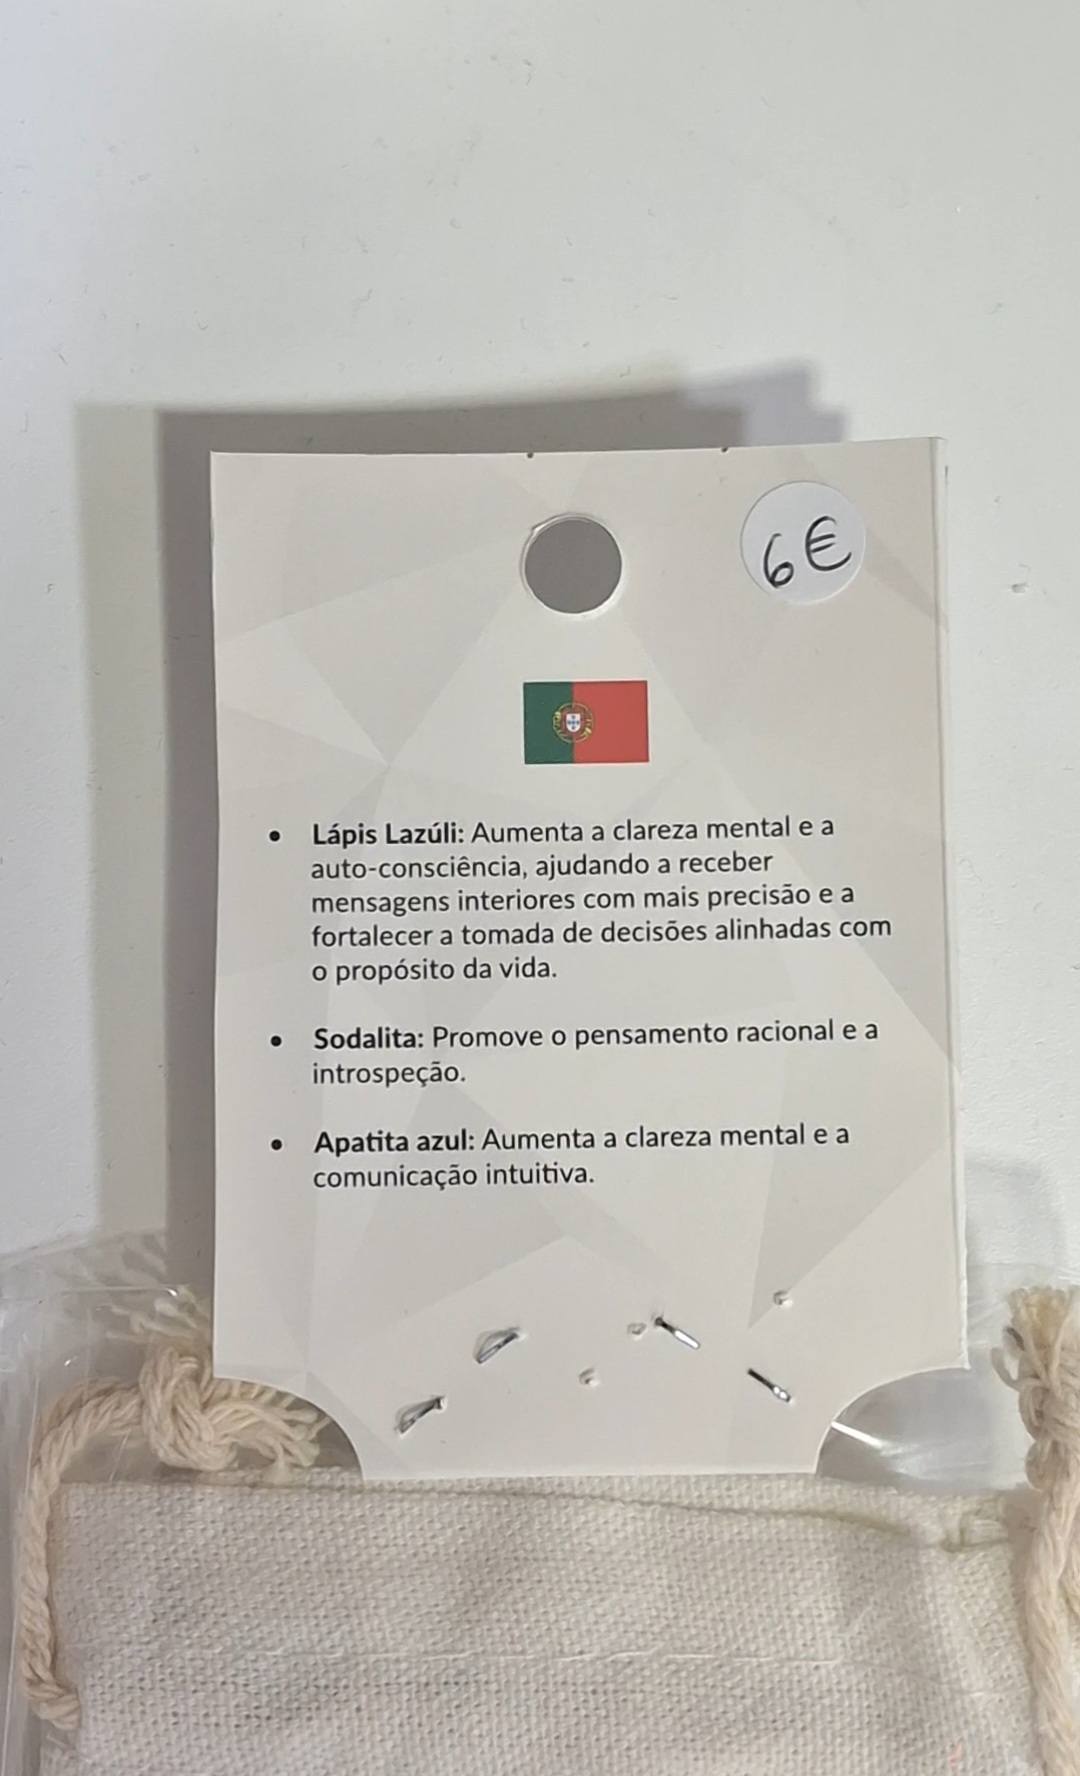 6€
• Lápis Lazúli: Aumenta a clareza mental e a
auto-consciência, ajudando a receber
mensagens interiores com mais precisão e a
fortalecer a tomada de decisões alinhadas com
o propósito da vida.
• Sodalita: Promove o pensamento racional e a
introspeção.
• Apatita azul: Aumenta a clareza mental e a
comunicação intuitiva.